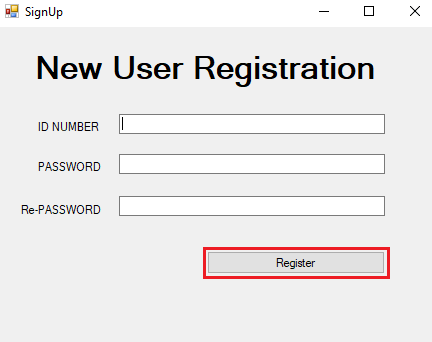 SignUp
New User Registration
ID NUMBER
PASSWORD
Re-PASSWORD
Register